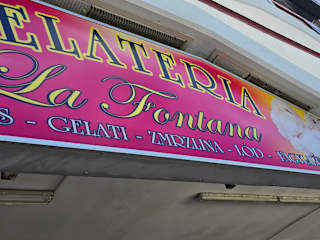 ELATERIA
La Fontana
S - GELATI - ZMRZLINA - LÓD -